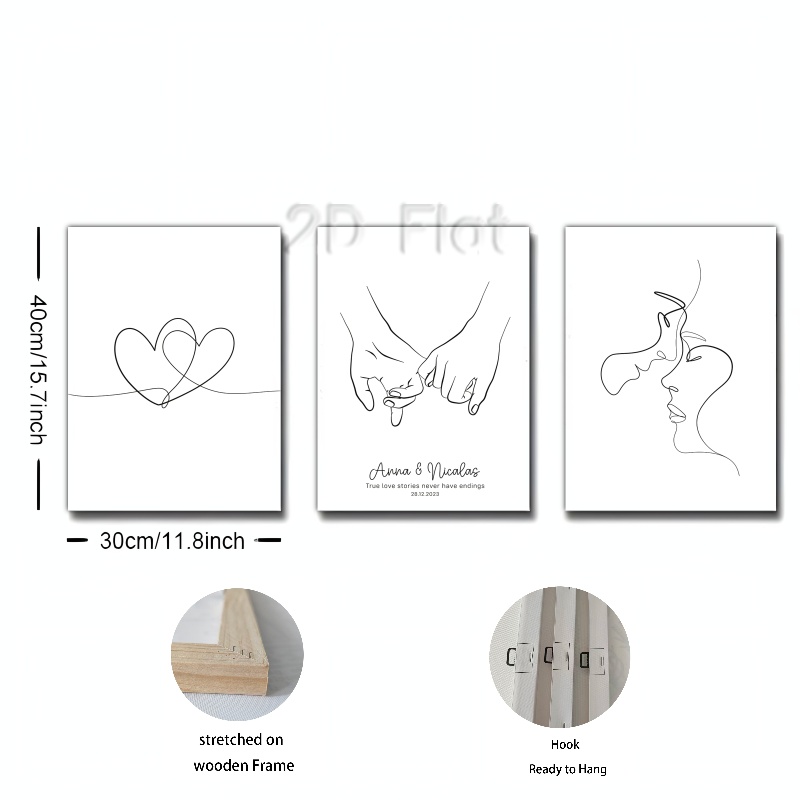 2D Flat
40cm/15.7inch
Anna & Nicalas
True love stories never have endings
28.12.2023
30cm/11.8inch
stretched on
wooden Frame
Hook
Ready to Hang